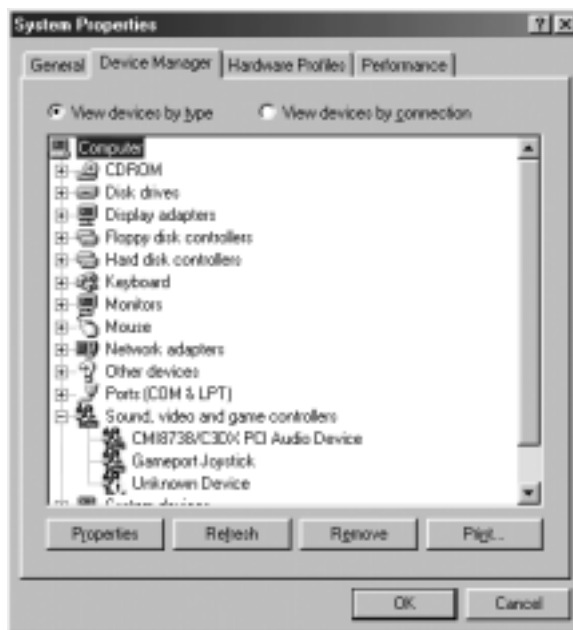 System Properties
General Device Manager Hardware Profiles Performance
View devices by type View devices by connection
Computer
CDROM
Disk drives
Display adapters
Floppy disk controllers
Hard disk controllers
Keyboard
Monitors
Mouse
Network adapters
Other devices
Ports (COM & LPT)
Sound, video and game controllers
CMI8738/C3DX PCI Audio Device
Gameport Joystick
Unknown Device
System devices
Properties Refresh Remove Print...
OK Cancel